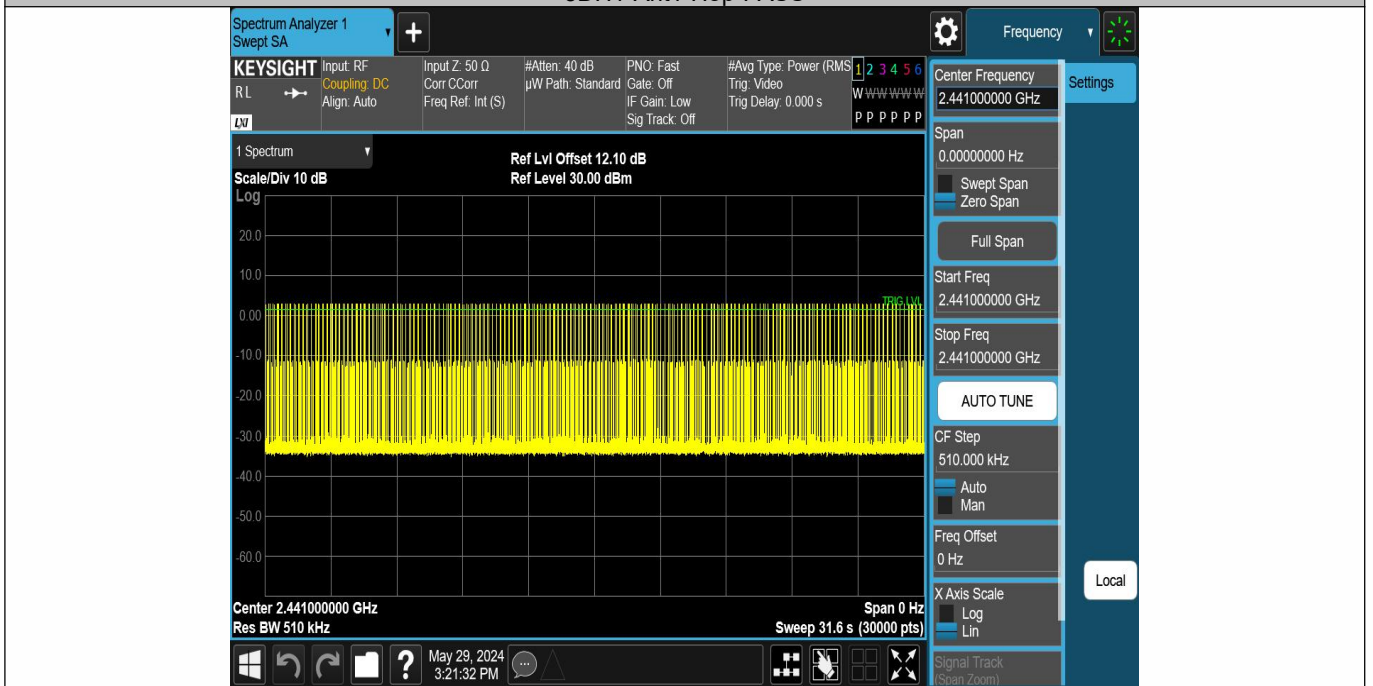 Spectrum Analyzer 1
Swept SA
+
Frequency
KEYSIGHT
RL
LXI
Input: RF
Coupling: DC
Align: Auto
Input Z: 50 Ω
Corr CCorr
Freq Ref: Int (S)
#Atten: 40 dB
µW Path: Standard
PNO: Fast
Gate: Off
IF Gain: Low
Sig Track: Off
#Avg Type: Power (RMS
Trig: Video
Trig Delay: 0.000 s
1 2 3 4 5 6
W W W W W W
P P P P P P
1 Spectrum
Scale/Div 10 dB
Ref Lvl Offset 12.10 dB
Ref Level 30.00 dBm
Log
20.0
10.0
0.00
-10.0
-20.0
-30.0
-40.0
-50.0
-60.0
TRIG LVL
Center 2.441000000 GHz
Res BW 510 kHz
Span 0 Hz
Sweep 31.6 s (30000 pts)
Center Frequency
2.441000000 GHz
Settings
Span
0.00000000 Hz
Swept Span
Zero Span
Full Span
Start Freq
2.441000000 GHz
Stop Freq
2.441000000 GHz
AUTO TUNE
CF Step
510.000 kHz
Auto
Man
Freq Offset
0 Hz
X Axis Scale
Log
Lin
Local
Signal Track
(Span Zoom)
?
May 29, 2024
3:21:32 PM